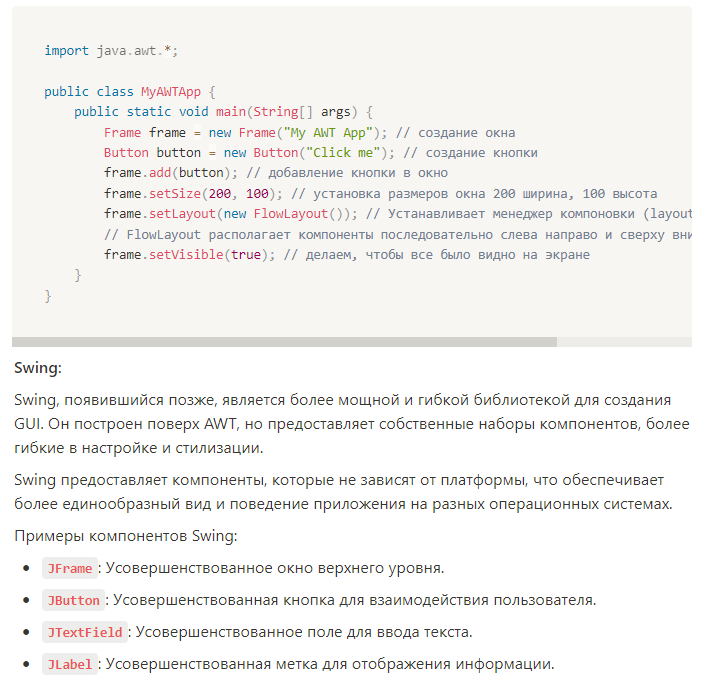 import java.awt.*;
public class MyAWTApp {
public static void main(String[] args) {
Frame frame = new Frame("My AWT App"); // создание окна
Button button = new Button("Click me"); // создание кнопки
frame.add(button); // добавление кнопки в окно
frame.setSize(200, 100); // установка размеров окна 200 ширина, 100 высота
frame.setLayout(new FlowLayout()); // Устанавливает менеджер компоновки (layout
// FlowLayout располагает компоненты последовательно слева направо и сверху вни
frame.setVisible(true); // делаем, чтобы все было видно на экране
}
}
Swing:
Swing, появившийся позже, является более мощной и гибкой библиотекой для создания
GUI. Он построен поверх AWT, но предоставляет собственные наборы компонентов, более
гибкие в настройке и стилизации.
Swing предоставляет компоненты, которые не зависят от платформы, что обеспечивает
более единообразный вид и поведение приложения на разных операционных системах.
Примеры компонентов Swing:
• JFrame: Усовершенствованное окно верхнего уровня.
• JButton: Усовершенствованная кнопка для взаимодействия пользователя.
• JTextField: Усовершенствованное поле для ввода текста.
• JLabel: Усовершенствованная метка для отображения информации.